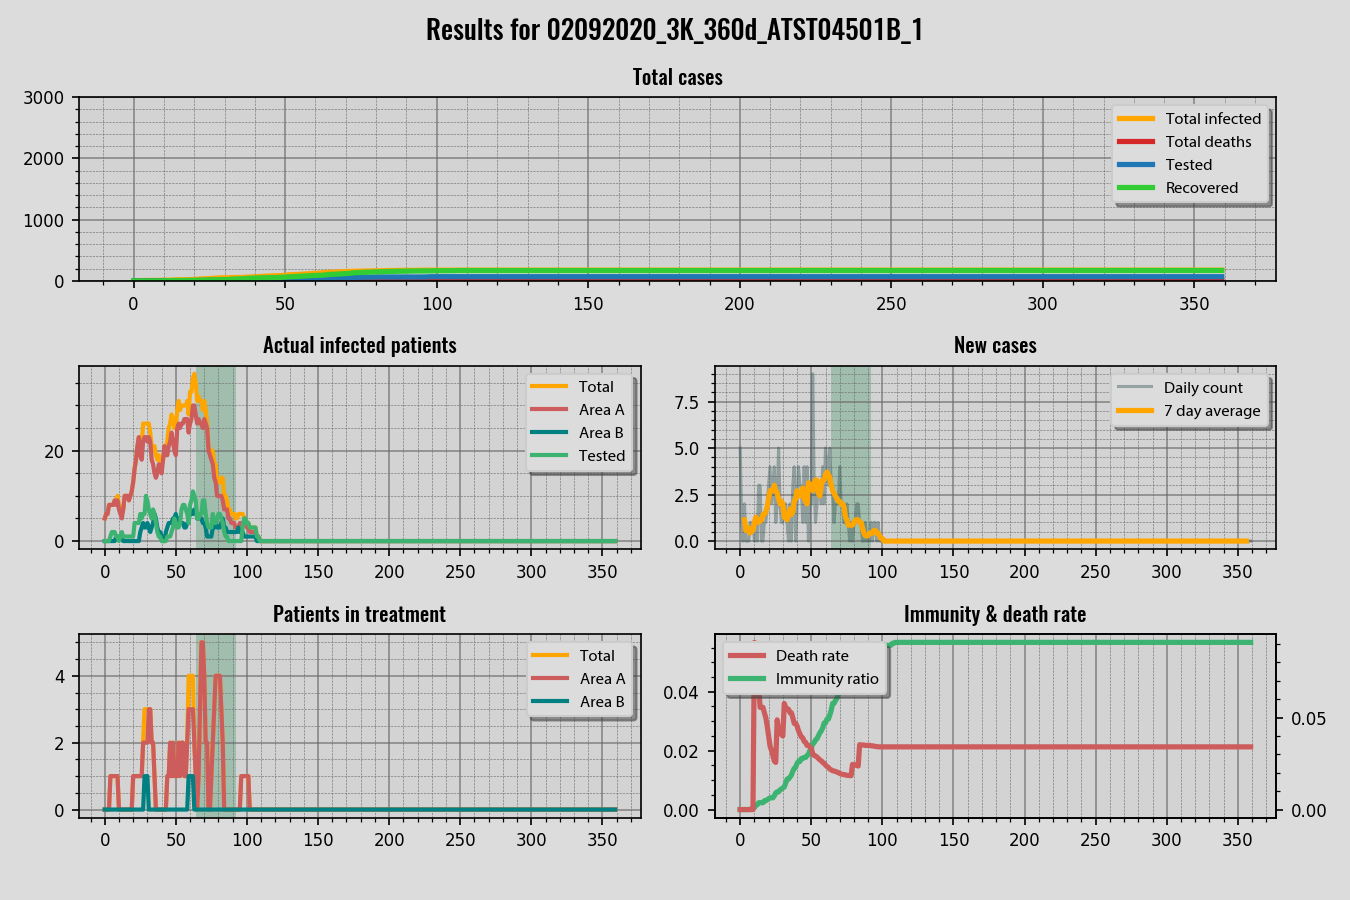 Results for 02092020_3K_360d_ATST04501B_1
Total cases
3000
2000
1000
0
Total infected
Total deaths
Tested
Recovered
0 50 100 150 200 250 300 350
Actual infected patients
20
0
Total
Area A
Area B
Tested
0 50 100 150 200 250 300 350
New cases
7.5
5.0
2.5
0.0
Daily count
7 day average
0 50 100 150 200 250 300 350
Patients in treatment
4
2
0
Total
Area A
Area B
0 50 100 150 200 250 300 350
Immunity & death rate
0.04
0.02
0.00
Death rate
Immunity ratio
0.05
0.00
0 50 100 150 200 250 300 350